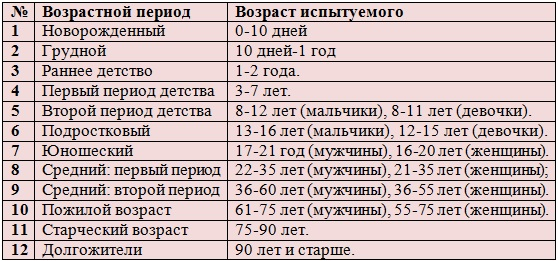 № Возрастной период Возраст испытуемого
1 Новорожденный 0-10 дней
2 Грудной 10 дней-1 год
3 Раннее детство 1-2 года.
4 Первый период детства 3-7 лет.
5 Второй период детства 8-12 лет (мальчики), 8-11 лет (девочки).
6 Подростковый 13-16 лет (мальчики), 12-15 лет (девочки).
7 Юношеский 17-21 год (мужчины), 16-20 лет (женщины).
8 Средний: первый период 22-35 лет (мужчины), 21-35 лет (женщины);
9 Средний: второй период 36-60 лет (мужчины), 36-55 лет (женщины).
10 Пожилой возраст 61-75 лет (мужчины), 55-75 лет (женщины).
11 Старческий возраст 75-90 лет.
12 Долгожители 90 лет и старше.